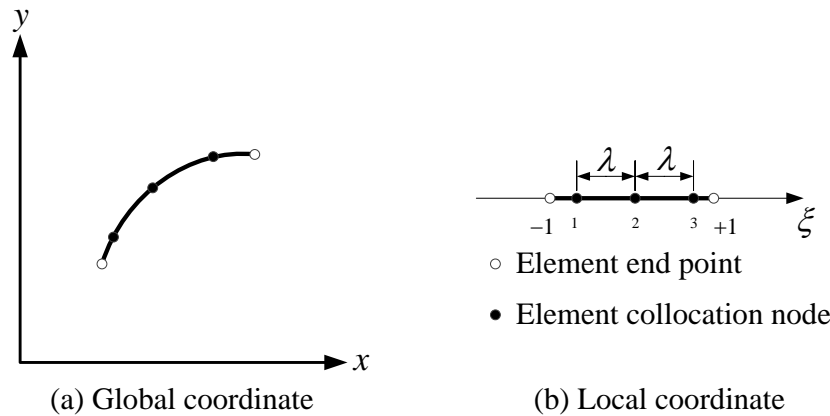 y
x
(a) Global coordinate
λ λ
−1 1 2 3 +1
ξ
Element end point
Element collocation node
(b) Local coordinate